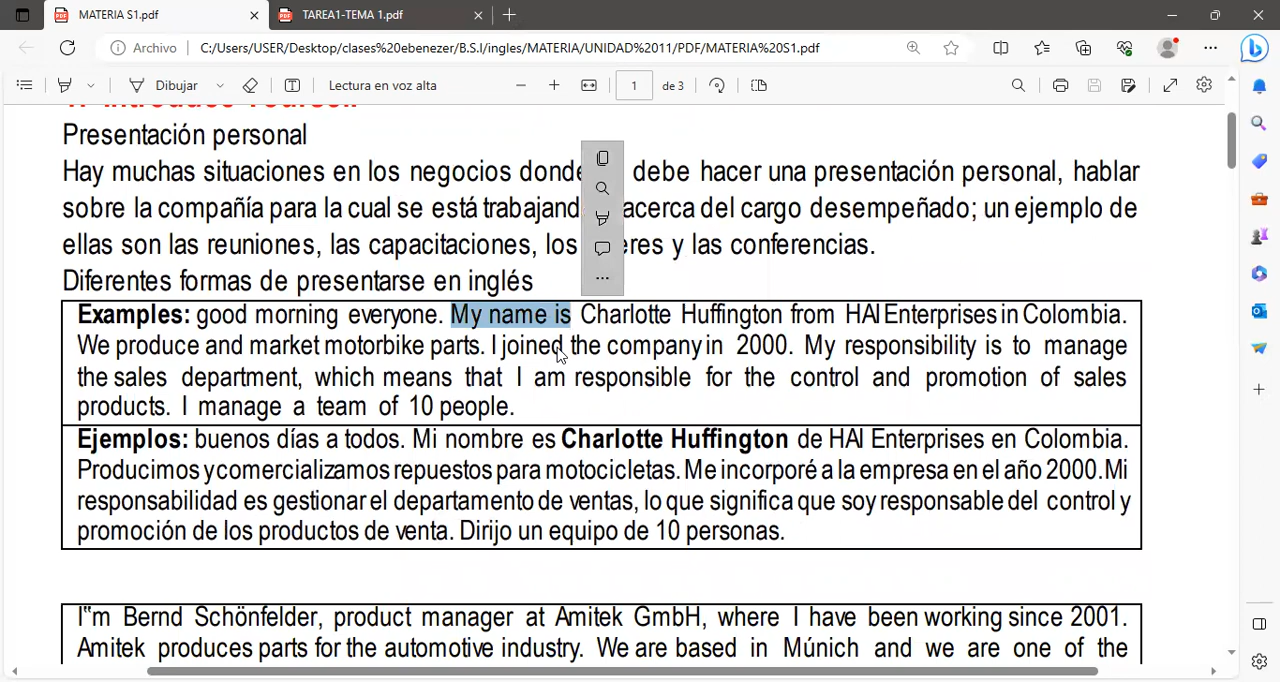 MATERIA S1.pdf
TAREA1-TEMA 1.pdf
Archivo
C:/Users/USER/Desktop/clases%20ebenezer/B.S.I/ingles/MATERIA/UNIDAD%2011/PDF/MATERIA%20S1.pdf
Dibujar
Lectura en voz alta
1
de 3
Presentación personal
Hay muchas situaciones en los negocios donde debe hacer una presentación personal, hablar
sobre la compañía para la cual se está trabajand acerca del cargo desempeñado; un ejemplo de
ellas son las reuniones, las capacitaciones, los eres y las conferencias.
Diferentes formas de presentarse en inglés
Examples: good morning everyone. My name is Charlotte Huffington from HAI Enterprises in Colombia.
We produce and market motorbike parts. I joined the company in 2000. My responsibility is to manage
the sales department, which means that I am responsible for the control and promotion of sales
products. I manage a team of 10 people.
Ejemplos: buenos días a todos. Mi nombre es Charlotte Huffington de HAI Enterprises en Colombia.
Producimos y comercializamos repuestos para motocicletas. Me incorporé a la empresa en el año 2000. Mi
responsabilidad es gestionar el departamento de ventas, lo que significa que soy responsable del control y
promoción de los productos de venta. Dirijo un equipo de 10 personas.
I‟m Bernd Schönfelder, product manager at Amitek GmbH, where I have been working since 2001.
Amitek produces parts for the automotive industry. We are based in Múnich and we are one of the